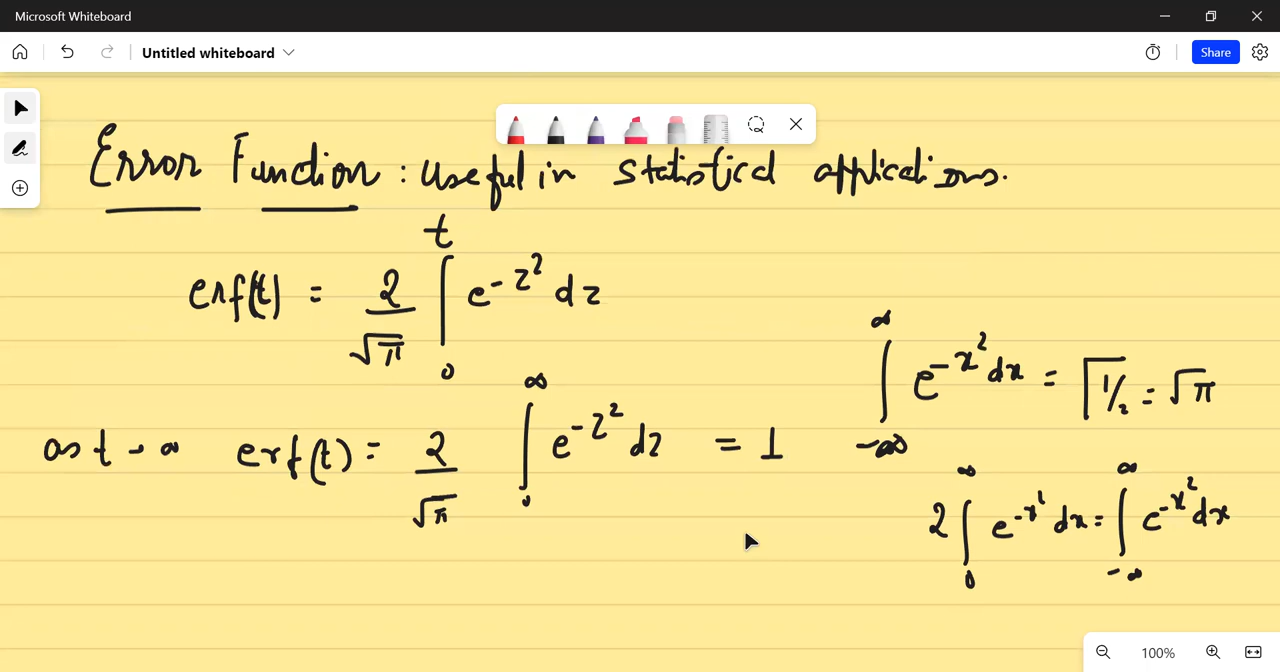 Microsoft Whiteboard
Untitled whiteboard
Share
Error Function : useful in statistical applications.
erf(t) = 2/√π ∫₀ᵗ e^-z² dz
∫_-∞^∞ e^-x² dx = Γ1/2 = √π
as t → ∞ erf(t) = 2/√π ∫₀^∞ e^-z² dz = 1
2 ∫₀^∞ e^-x² dx = ∫_-∞^∞ e^-x² dx
100%